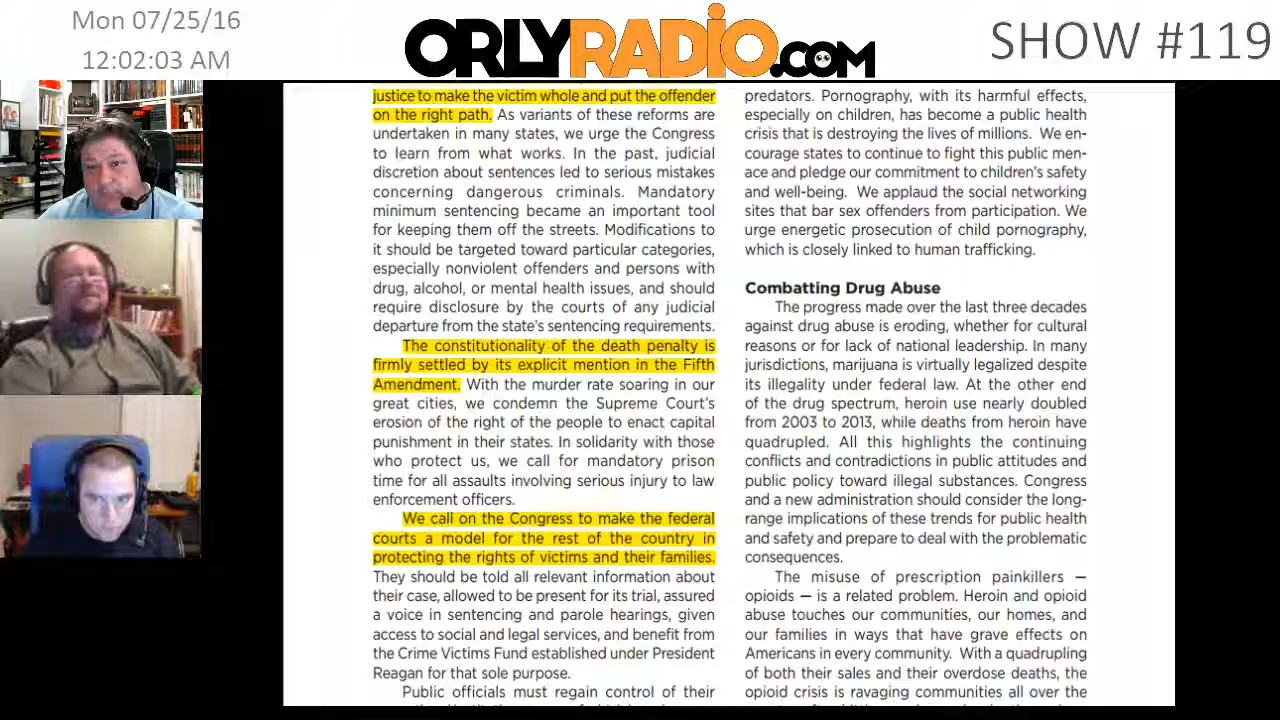 Mon 07/25/16
12:02:03 AM
ORLYRADiO.COM
SHOW #119
justice to make the victim whole and put the offender
on the right path. As variants of these reforms are
undertaken in many states, we urge the Congress
to learn from what works. In the past, judicial
discretion about sentences led to serious mistakes
concerning dangerous criminals. Mandatory
minimum sentencing became an important tool
for keeping them off the streets. Modifications to
it should be targeted toward particular categories,
especially nonviolent offenders and persons with
drug, alcohol, or mental health issues, and should
require disclosure by the courts of any judicial
departure from the state's sentencing requirements.
The constitutionality of the death penalty is
firmly settled by its explicit mention in the Fifth
Amendment. With the murder rate soaring in our
great cities, we condemn the Supreme Court's
erosion of the right of the people to enact capital
punishment in their states. In solidarity with those
who protect us, we call for mandatory prison
time for all assaults involving serious injury to law
enforcement officers.
We call on the Congress to make the federal
courts a model for the rest of the country in
protecting the rights of victims and their families.
They should be told all relevant information about
their case, allowed to be present for its trial, assured
a voice in sentencing and parole hearings, given
access to social and legal services, and benefit from
the Crime Victims Fund established under President
Reagan for that sole purpose.
Public officials must regain control of their
predators. Pornography, with its harmful effects,
especially on children, has become a public health
crisis that is destroying the lives of millions. We en-
courage states to continue to fight this public men-
ace and pledge our commitment to children's safety
and well-being. We applaud the social networking
sites that bar sex offenders from participation. We
urge energetic prosecution of child pornography,
which is closely linked to human trafficking.
Combatting Drug Abuse
The progress made over the last three decades
against drug abuse is eroding, whether for cultural
reasons or for lack of national leadership. In many
jurisdictions, marijuana is virtually legalized despite
its illegality under federal law. At the other end
of the drug spectrum, heroin use nearly doubled
from 2003 to 2013, while deaths from heroin have
quadrupled. All this highlights the continuing
conflicts and contradictions in public attitudes and
public policy toward illegal substances. Congress
and a new administration should consider the long-
range implications of these trends for public health
and safety and prepare to deal with the problematic
consequences.
The misuse of prescription painkillers —
opioids — is a related problem. Heroin and opioid
abuse touches our communities, our homes, and
our families in ways that have grave effects on
Americans in every community. With a quadrupling
of both their sales and their overdose deaths, the
opioid crisis is ravaging communities all over the